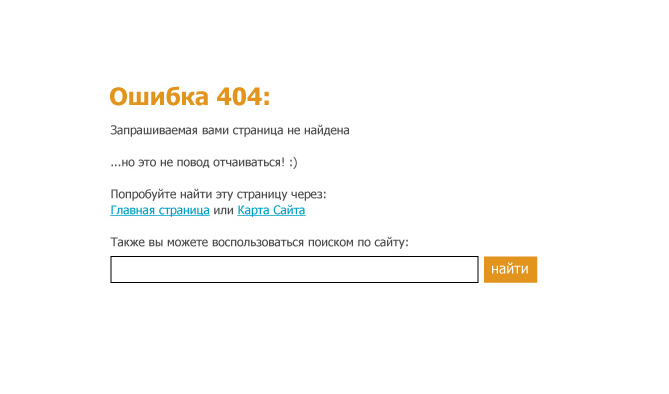 Ошибка 404:
Запрашиваемая вами страница не найдена
...но это не повод отчаиваться! :)
Попробуйте найти эту страницу через:
Главная страница или Карта Сайта
Также вы можете воспользоваться поиском по сайту:
найти